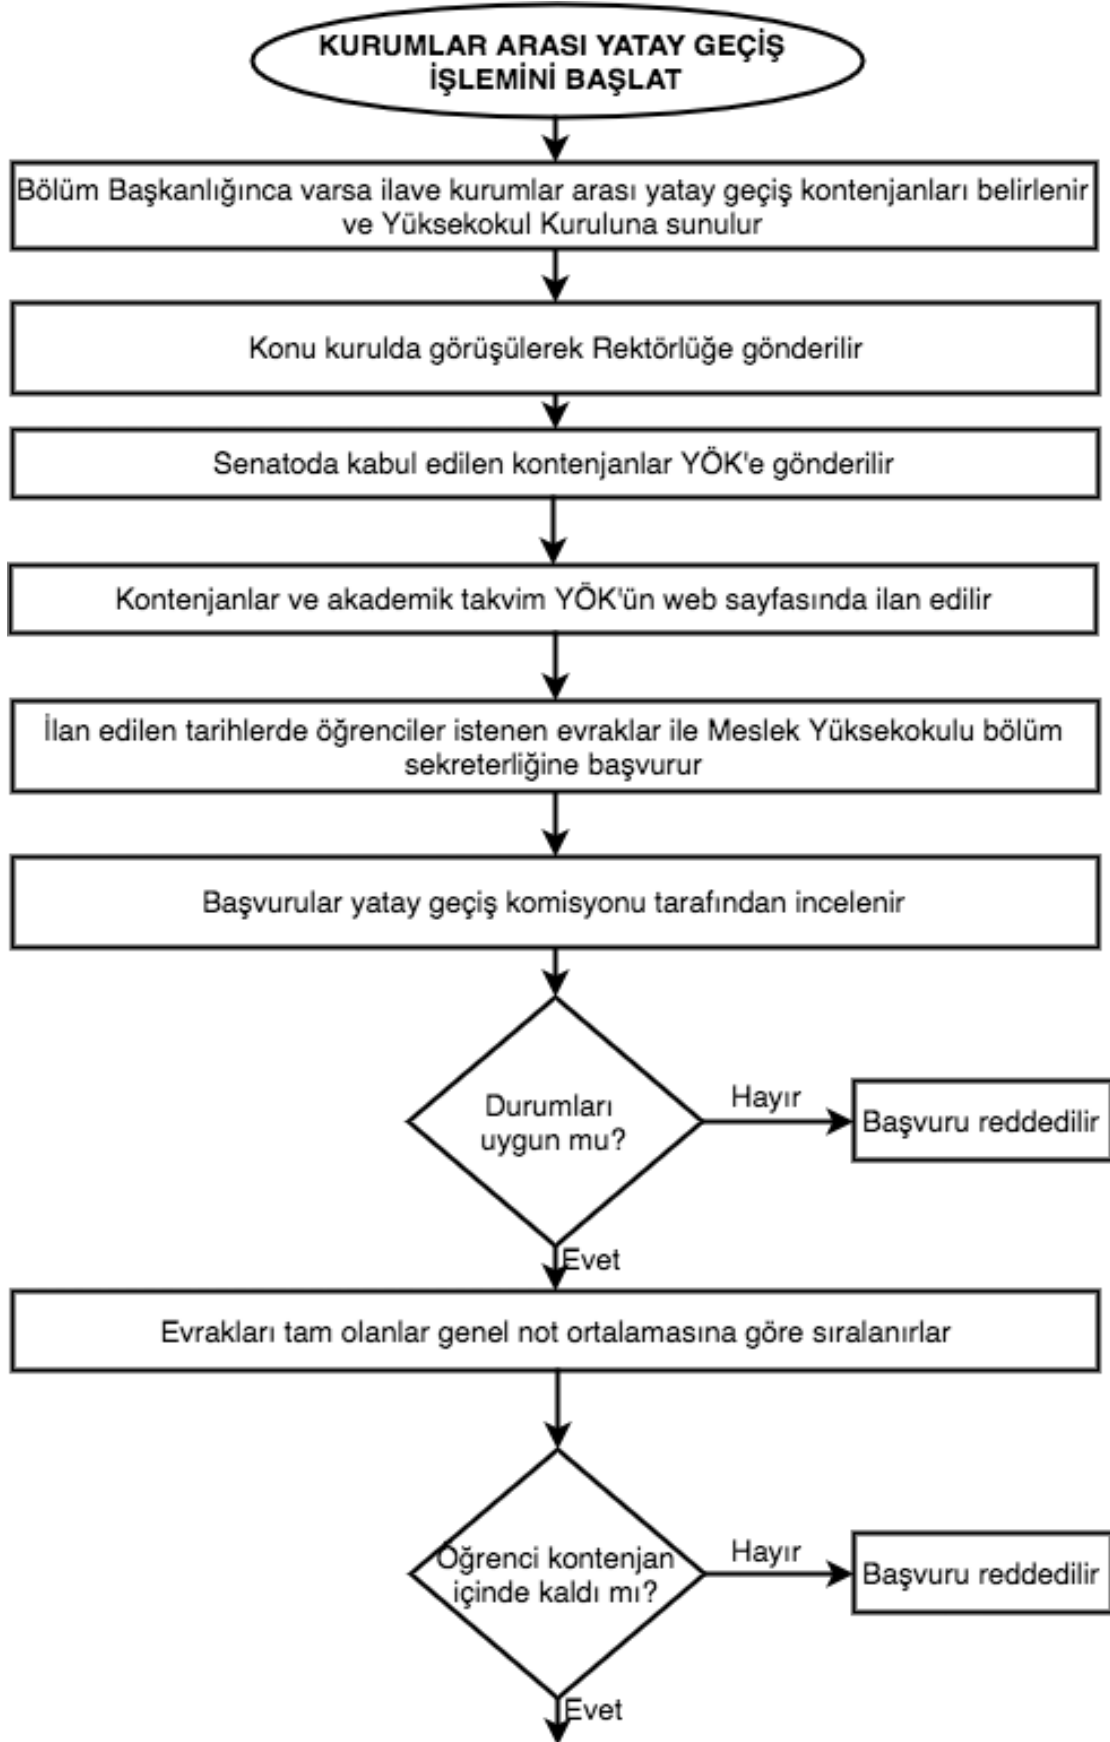 KURUMLAR ARASI YATAY GEÇİŞ
İŞLEMİNİ BAŞLAT
Bölüm Başkanlığınca varsa ilave kurumlar arası yatay geçiş kontenjanları belirlenir
ve Yüksekokul Kuruluna sunulur
Konu kurulda görüşülerek Rektörlüğe gönderilir
Senatoda kabul edilen kontenjanlar YÖK'e gönderilir
Kontenjanlar ve akademik takvim YÖK'ün web sayfasında ilan edilir
İlan edilen tarihlerde öğrenciler istenen evraklar ile Meslek Yüksekokulu bölüm
sekreterliğine başvurur
Başvurular yatay geçiş komisyonu tarafından incelenir
Durumları
uygun mu?
Hayır
Başvuru reddedilir
Evet
Evrakları tam olanlar genel not ortalamasına göre sıralanırlar
Öğrenci kontenjan
içinde kaldı mı?
Hayır
Başvuru reddedilir
Evet